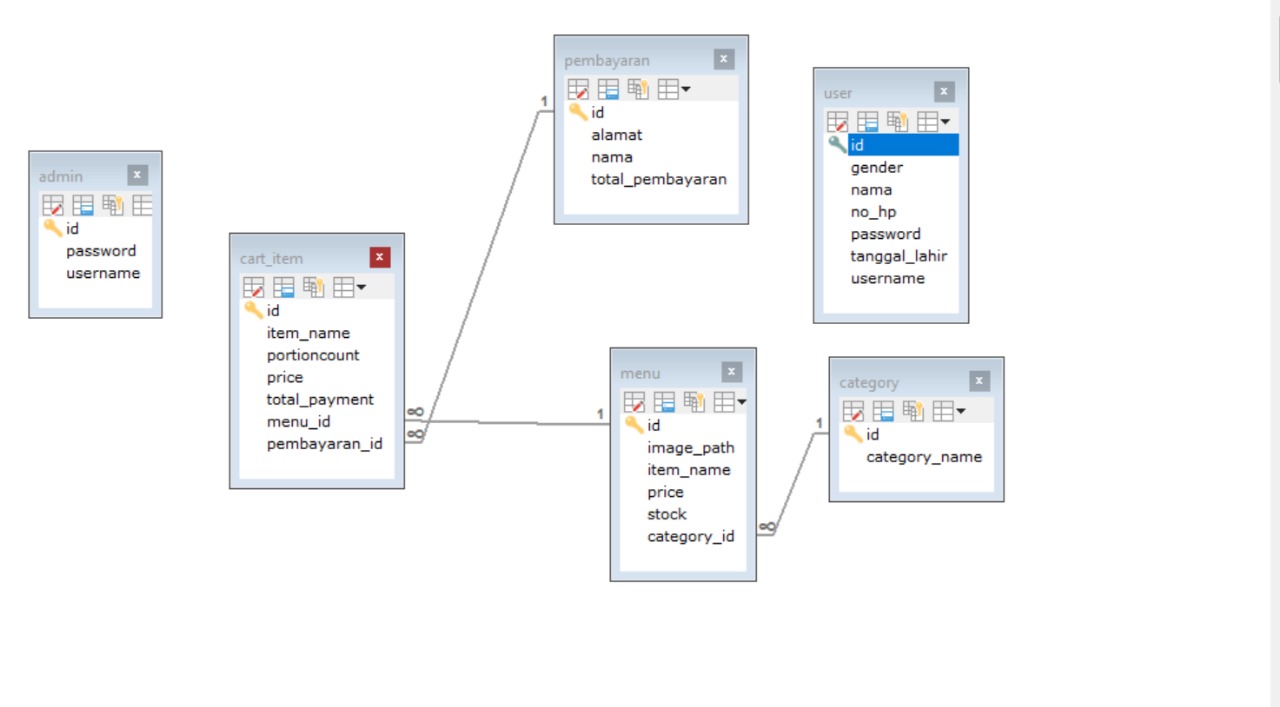 admin
id
password
username
cart_item
id
item_name
portioncount
price
total_payment
menu_id
pembayaran_id
∞
∞
pembayaran
id
alamat
nama
total_pembayaran
1
menu
id
image_path
item_name
price
stock
category_id
1
∞
user
id
gender
nama
no_hp
password
tanggal_lahir
username
category
id
category_name
1